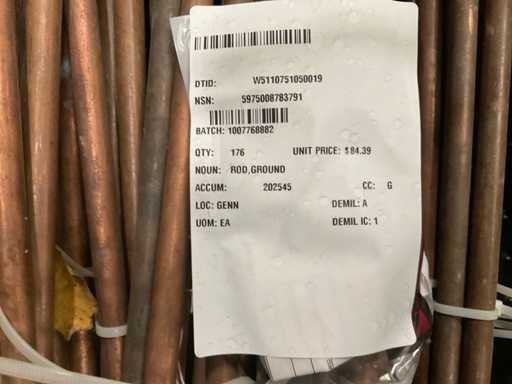 DTID: W5110751050019
NSN: 5975008783791
BATCH: 1007768882
QTY: 176 UNIT PRICE: $84.39
NOUN: ROD,GROUND
ACCUM: 202545 CC: G
LOC: GENN DEMIL: A
UOM: EA DEMIL IC: 1